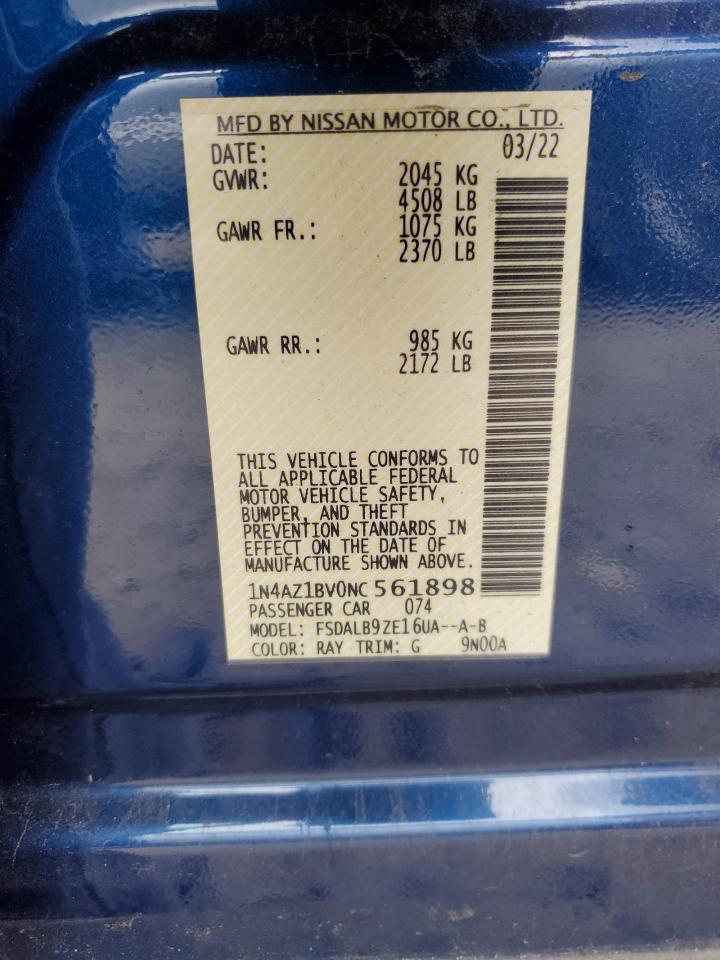 MFD BY NISSAN MOTOR CO., LTD.
DATE: 03/22
GVWR: 2045 KG
4508 LB
GAWR FR.: 1075 KG
2370 LB
GAWR RR.: 985 KG
2172 LB
THIS VEHICLE CONFORMS TO
ALL APPLICABLE FEDERAL
MOTOR VEHICLE SAFETY,
BUMPER, AND THEFT
PREVENTION STANDARDS IN
EFFECT ON THE DATE OF
MANUFACTURE SHOWN ABOVE.
1N4AZ1BV0NC 561898
PASSENGER CAR 074
MODEL: FSDALB9ZE16UA--A-B
COLOR: RAY TRIM: G 9N00A